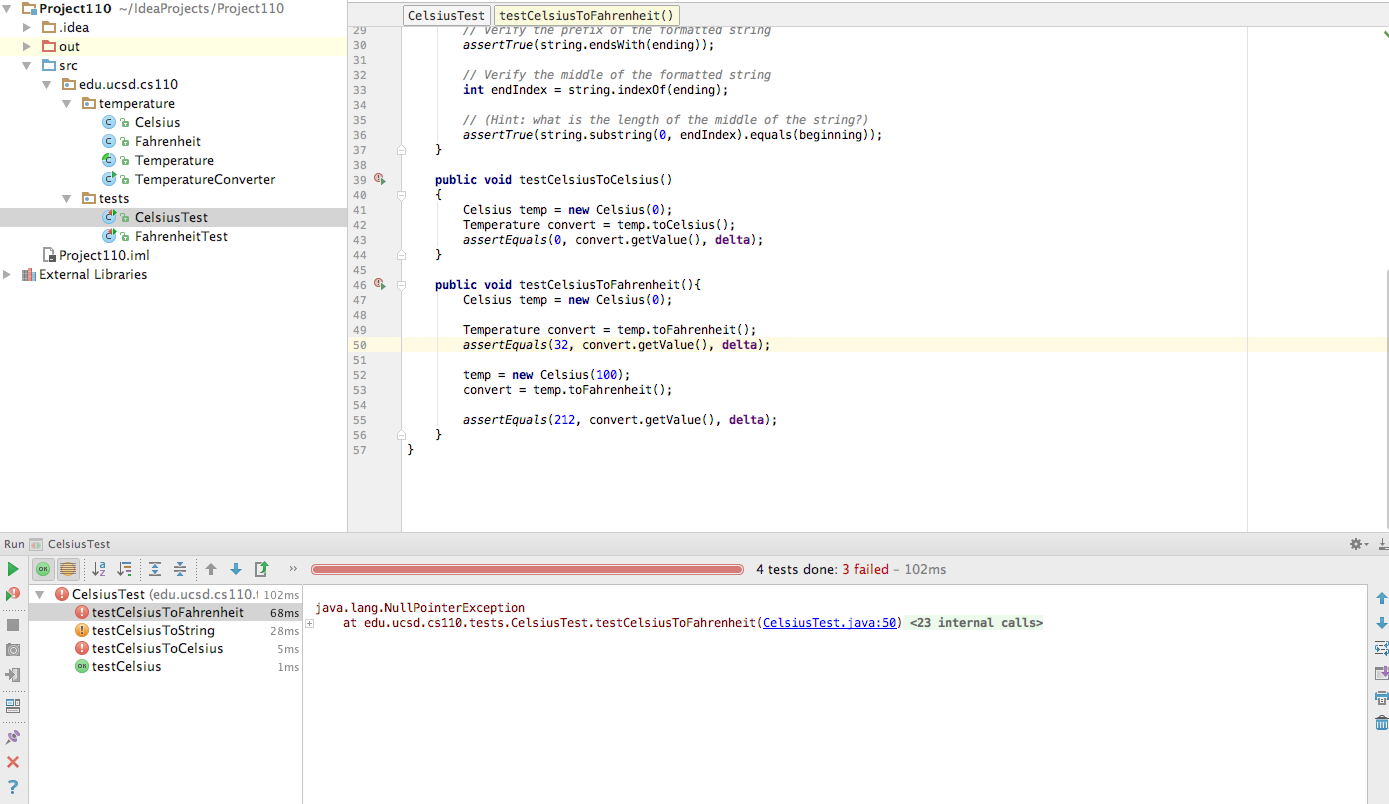 Project110 ~/IdeaProjects/Project110
.idea
out
src
edu.ucsd.cs110
temperature
Celsius
Fahrenheit
Temperature
TemperatureConverter
tests
CelsiusTest
FahrenheitTest
Project110.iml
External Libraries
CelsiusTest testCelsiusToFahrenheit()
29 // Verify the prefix of the formatted string
30 assertTrue(string.endsWith(ending));
31
32 // Verify the middle of the formatted string
33 int endIndex = string.indexOf(ending);
34
35 // (Hint: what is the length of the middle of the string?)
36 assertTrue(string.substring(0, endIndex).equals(beginning));
37 }
38
39 public void testCelsiusToCelsius()
40 {
41 Celsius temp = new Celsius(0);
42 Temperature convert = temp.toCelsius();
43 assertEquals(0, convert.getValue(), delta);
44 }
45
46 public void testCelsiusToFahrenheit(){
47 Celsius temp = new Celsius(0);
48
49 Temperature convert = temp.toFahrenheit();
50 assertEquals(32, convert.getValue(), delta);
51
52 temp = new Celsius(100);
53 convert = temp.toFahrenheit();
54
55 assertEquals(212, convert.getValue(), delta);
56 }
57 }
Run CelsiusTest
4 tests done: 3 failed – 102ms
CelsiusTest (edu.ucsd.cs110.t 102ms
testCelsiusToFahrenheit 68ms
testCelsiusToString 28ms
testCelsiusToCelsius 5ms
OK testCelsius 1ms
java.lang.NullPointerException
at edu.ucsd.cs110.tests.CelsiusTest.testCelsiusToFahrenheit(CelsiusTest.java:50) <23 internal calls>